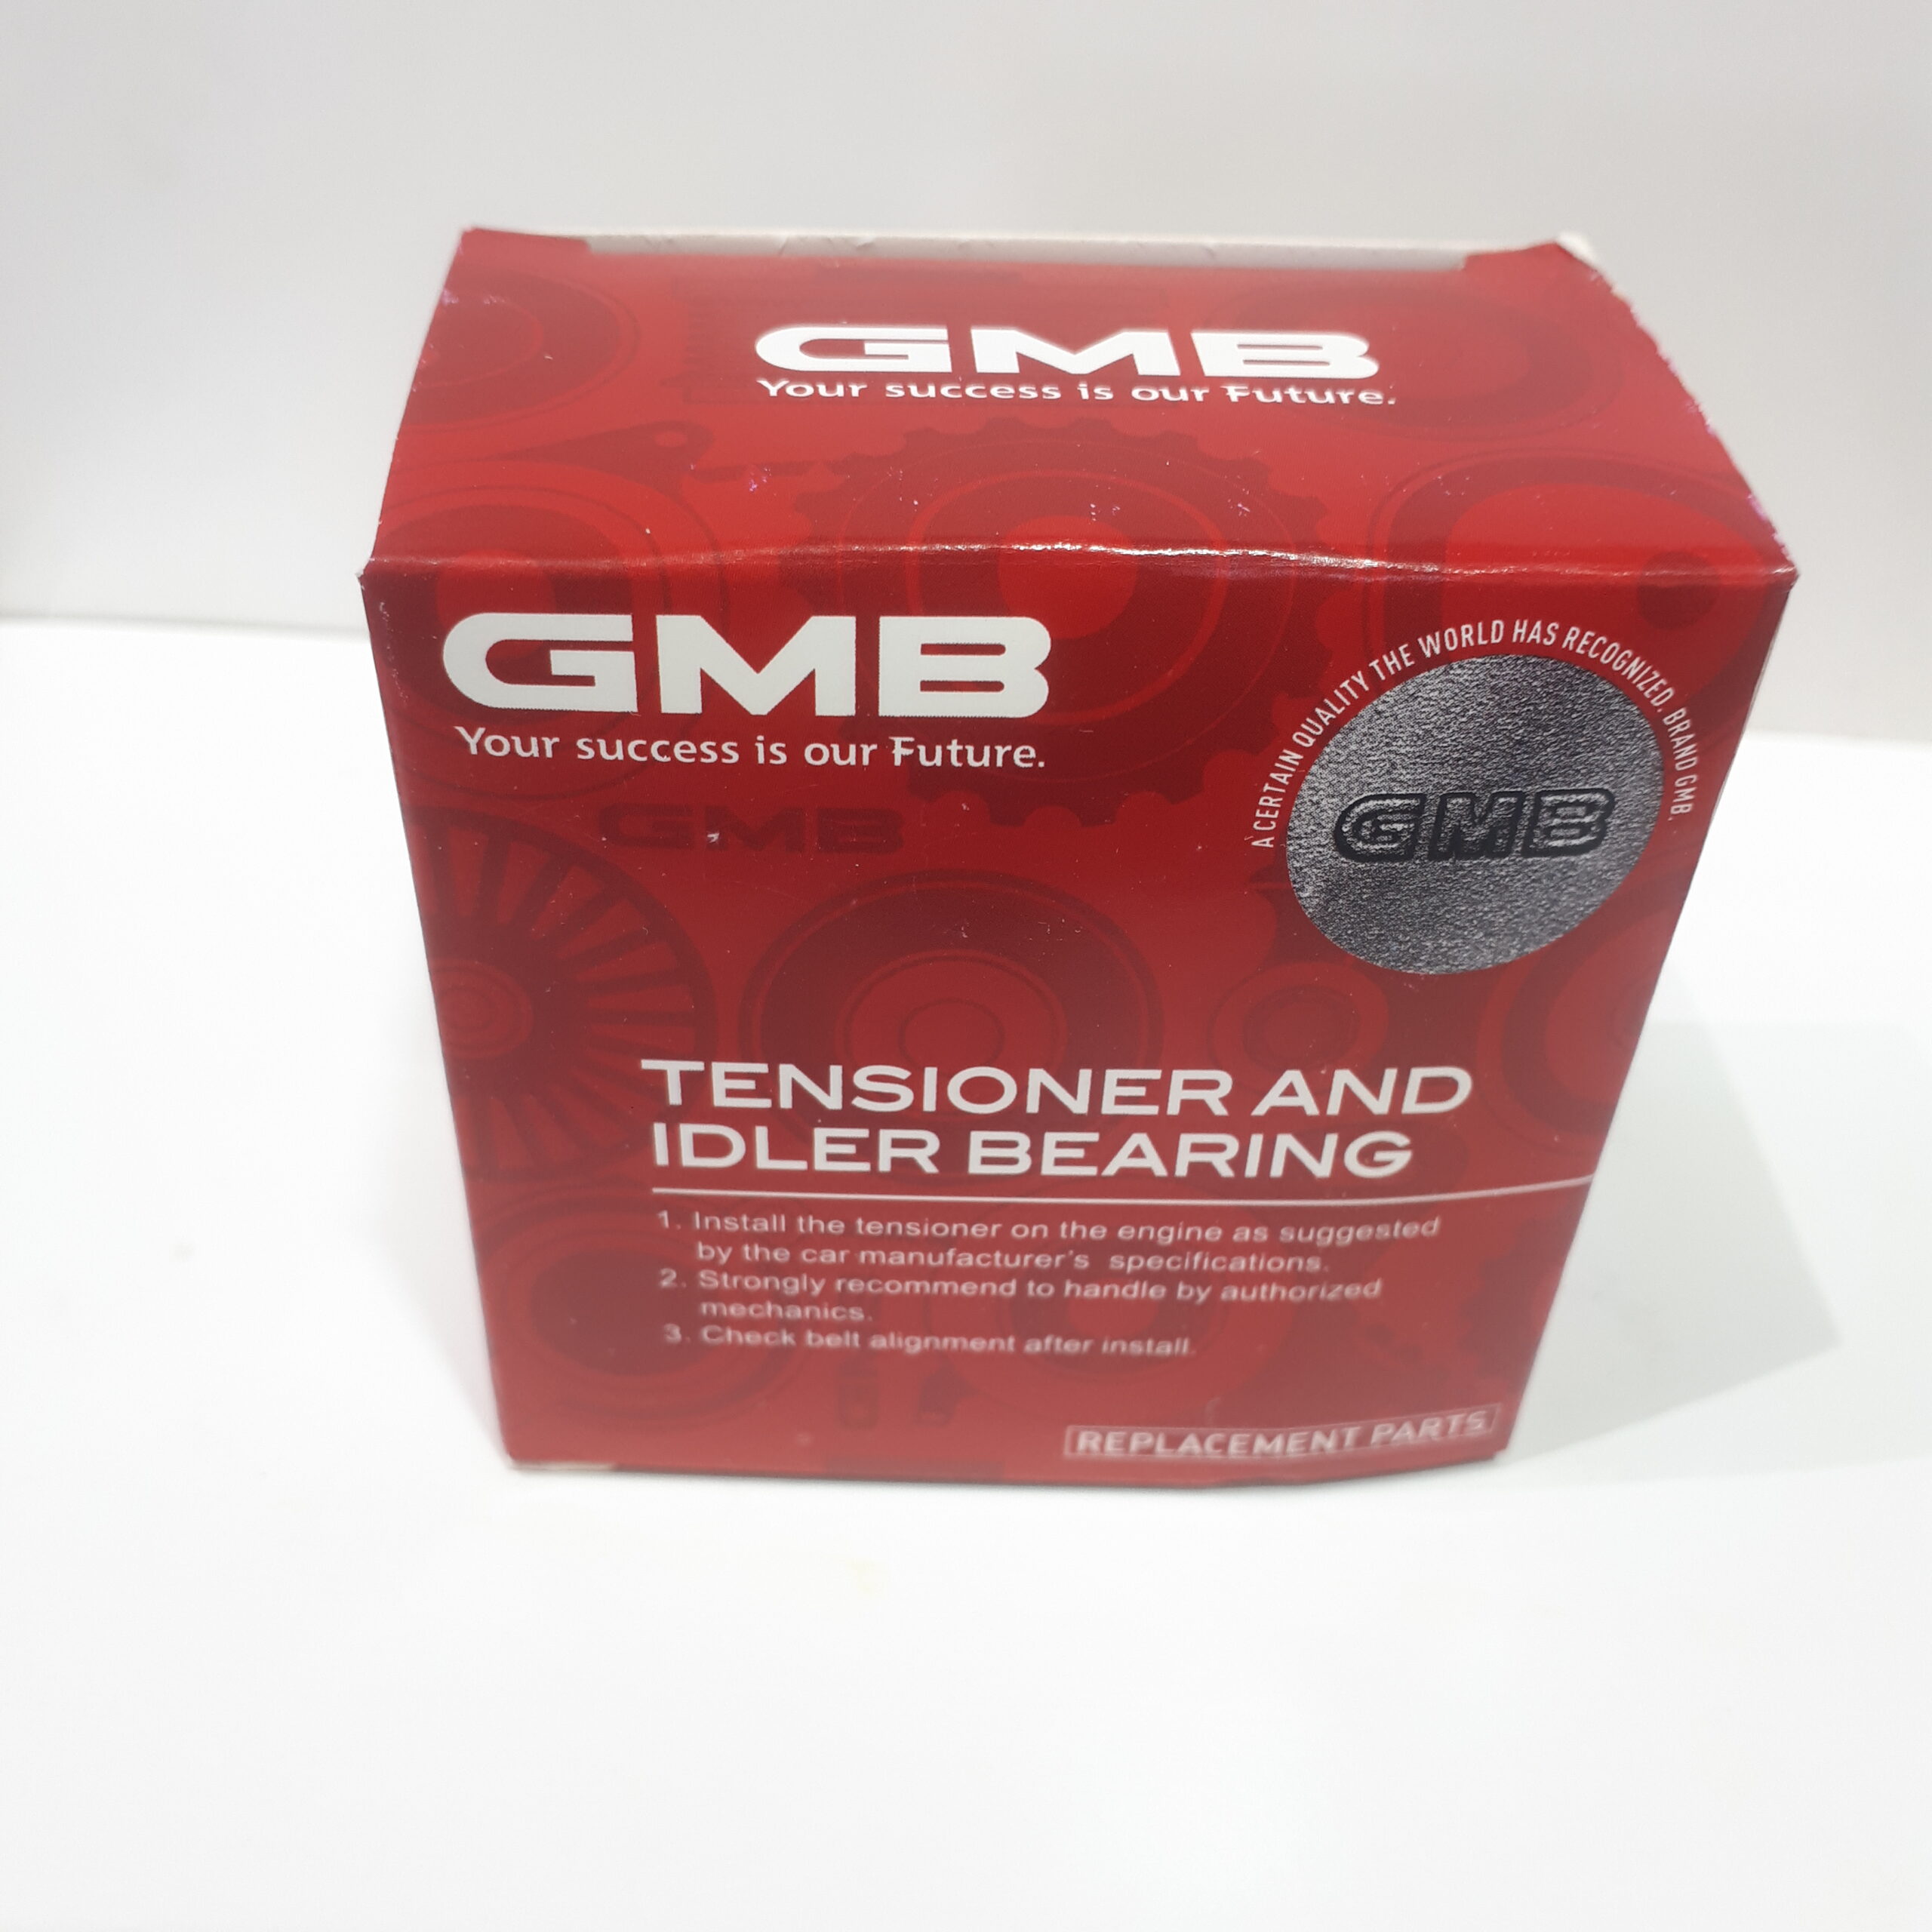 GMB
Your success is our Future.
GMB
Your success is our Future.
A CERTAIN QUALITY THE WORLD HAS RECOGNIZED. BRAND GMB.
GMB
GMB
TENSIONER AND
IDLER BEARING
1. Install the tensioner on the engine as suggested
by the car manufacturer's specifications.
2. Strongly recommend to handle by authorized
mechanics.
3. Check belt alignment after install.
REPLACEMENT PARTS